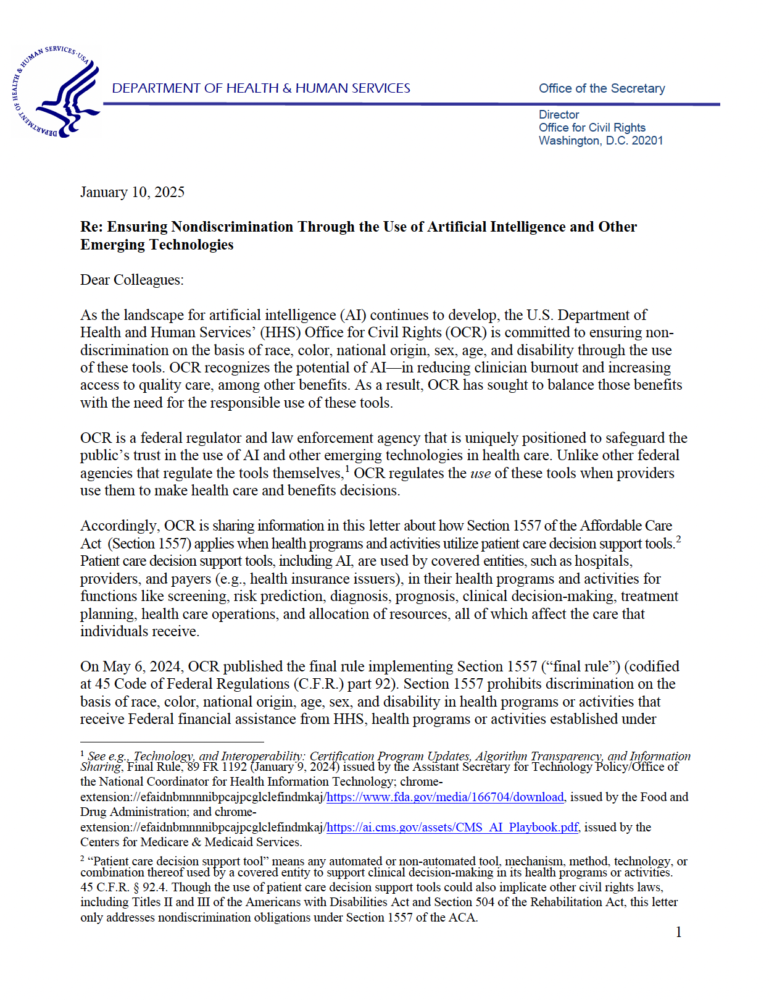 DEPARTMENT OF HEALTH & HUMAN SERVICES · USA
DEPARTMENT OF HEALTH & HUMAN SERVICES
Office of the Secretary
Director
Office for Civil Rights
Washington, D.C. 20201
January 10, 2025
Re: Ensuring Nondiscrimination Through the Use of Artificial Intelligence and Other
Emerging Technologies
Dear Colleagues:
As the landscape for artificial intelligence (AI) continues to develop, the U.S. Department of
Health and Human Services’ (HHS) Office for Civil Rights (OCR) is committed to ensuring non-
discrimination on the basis of race, color, national origin, sex, age, and disability through the use
of these tools. OCR recognizes the potential of AI—in reducing clinician burnout and increasing
access to quality care, among other benefits. As a result, OCR has sought to balance those benefits
with the need for the responsible use of these tools.
OCR is a federal regulator and law enforcement agency that is uniquely positioned to safeguard the
public’s trust in the use of AI and other emerging technologies in health care. Unlike other federal
agencies that regulate the tools themselves,1 OCR regulates the use of these tools when providers
use them to make health care and benefits decisions.
Accordingly, OCR is sharing information in this letter about how Section 1557 of the Affordable Care
Act (Section 1557) applies when health programs and activities utilize patient care decision support tools.2
Patient care decision support tools, including AI, are used by covered entities, such as hospitals,
providers, and payers (e.g., health insurance issuers), in their health programs and activities for
functions like screening, risk prediction, diagnosis, prognosis, clinical decision-making, treatment
planning, health care operations, and allocation of resources, all of which affect the care that
individuals receive.
On May 6, 2024, OCR published the final rule implementing Section 1557 (“final rule”) (codified
at 45 Code of Federal Regulations (C.F.R.) part 92). Section 1557 prohibits discrimination on the
basis of race, color, national origin, age, sex, and disability in health programs or activities that
receive Federal financial assistance from HHS, health programs or activities established under
1 See e.g., Technology, and Interoperability: Certification Program Updates, Algorithm Transparency, and Information
Sharing, Final Rule, 89 FR 1192 (January 9, 2024) issued by the Assistant Secretary for Technology Policy/Office of
the National Coordinator for Health Information Technology; chrome-
extension://efaidnbmnnnibpcajpcglclefindmkaj/https://www.fda.gov/media/166704/download, issued by the Food and
Drug Administration; and chrome-
extension://efaidnbmnnnibpcajpcglclefindmkaj/https://ai.cms.gov/assets/CMS_AI_Playbook.pdf, issued by the
Centers for Medicare & Medicaid Services.
2 “Patient care decision support tool” means any automated or non-automated tool, mechanism, method, technology, or
combination thereof used by a covered entity to support clinical decision-making in its health programs or activities.
45 C.F.R. § 92.4. Though the use of patient care decision support tools could also implicate other civil rights laws,
including Titles II and III of the Americans with Disabilities Act and Section 504 of the Rehabilitation Act, this letter
only addresses nondiscrimination obligations under Section 1557 of the ACA.
1